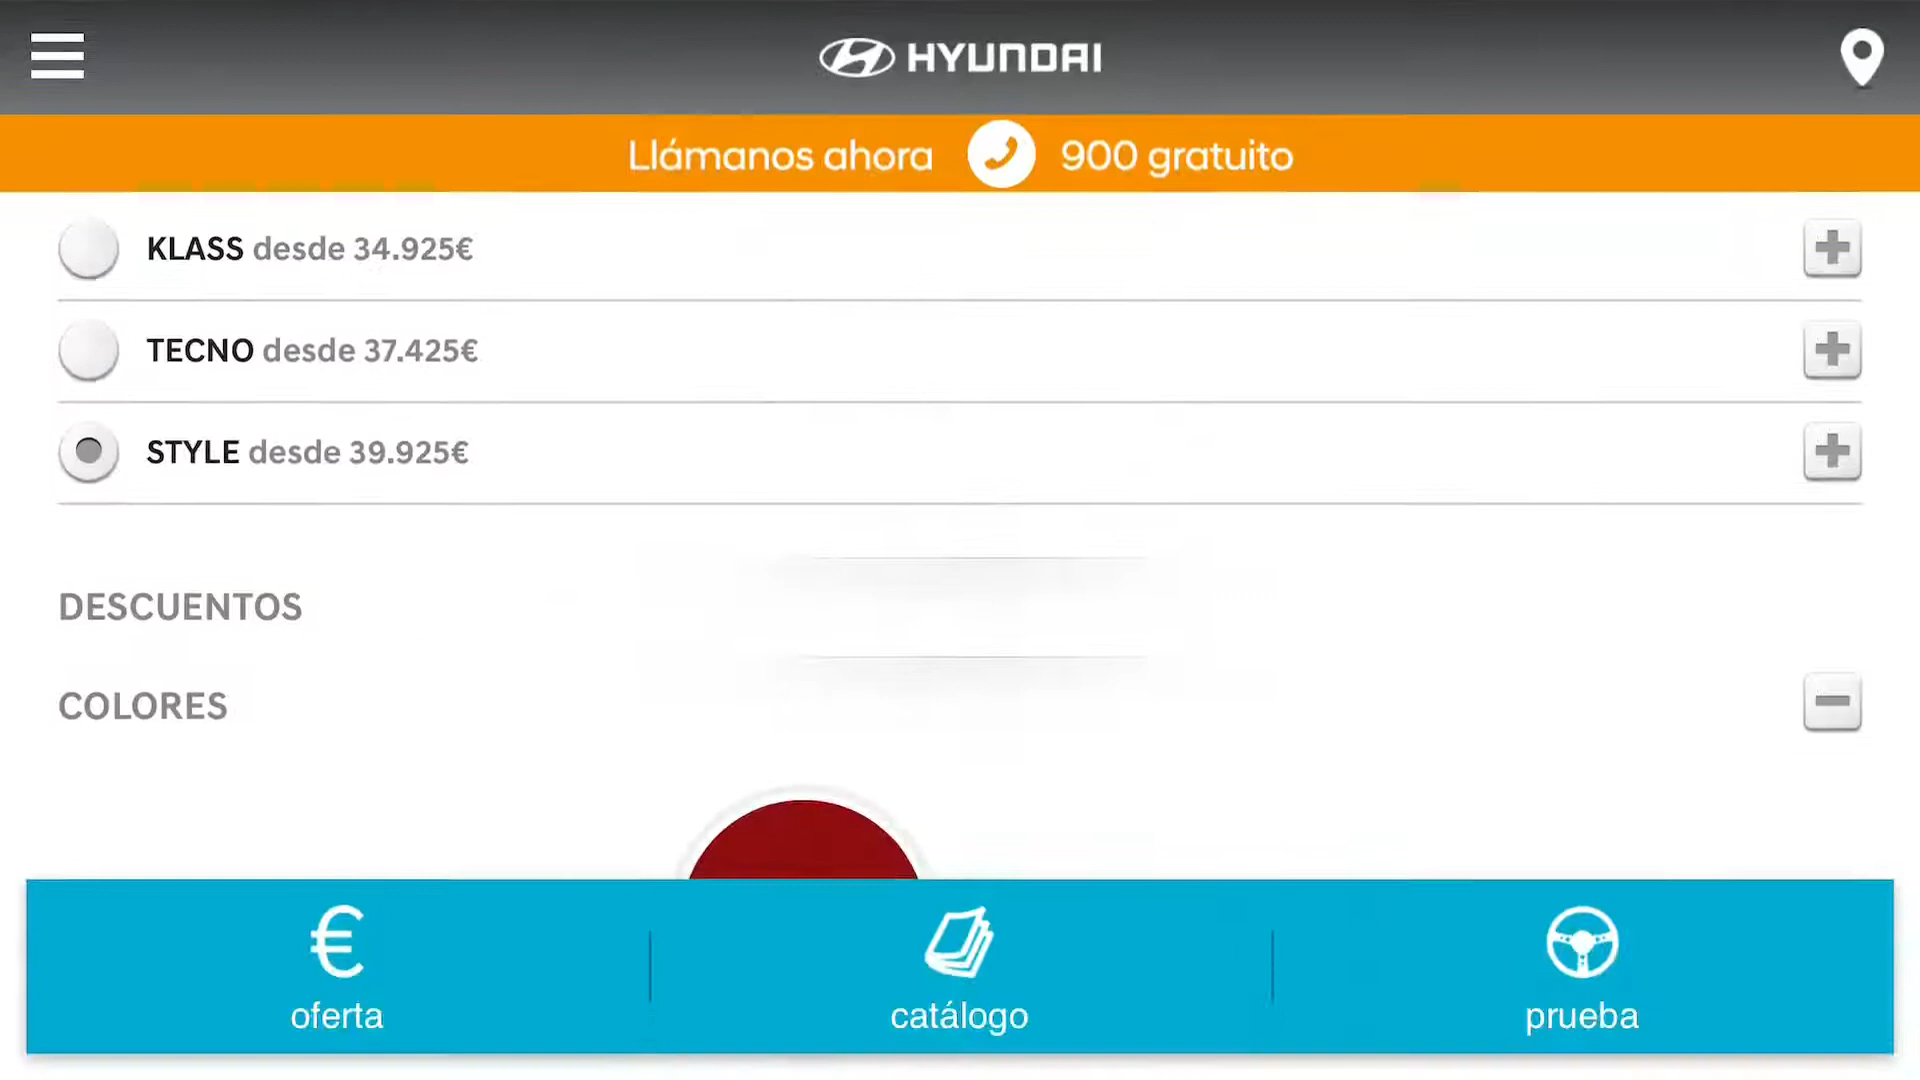 HYUNDAI
Llámanos ahora 900 gratuito
KLASS desde 34.925€
TECNO desde 37.425€
STYLE desde 39.925€
DESCUENTOS
COLORES
oferta
catálogo
prueba